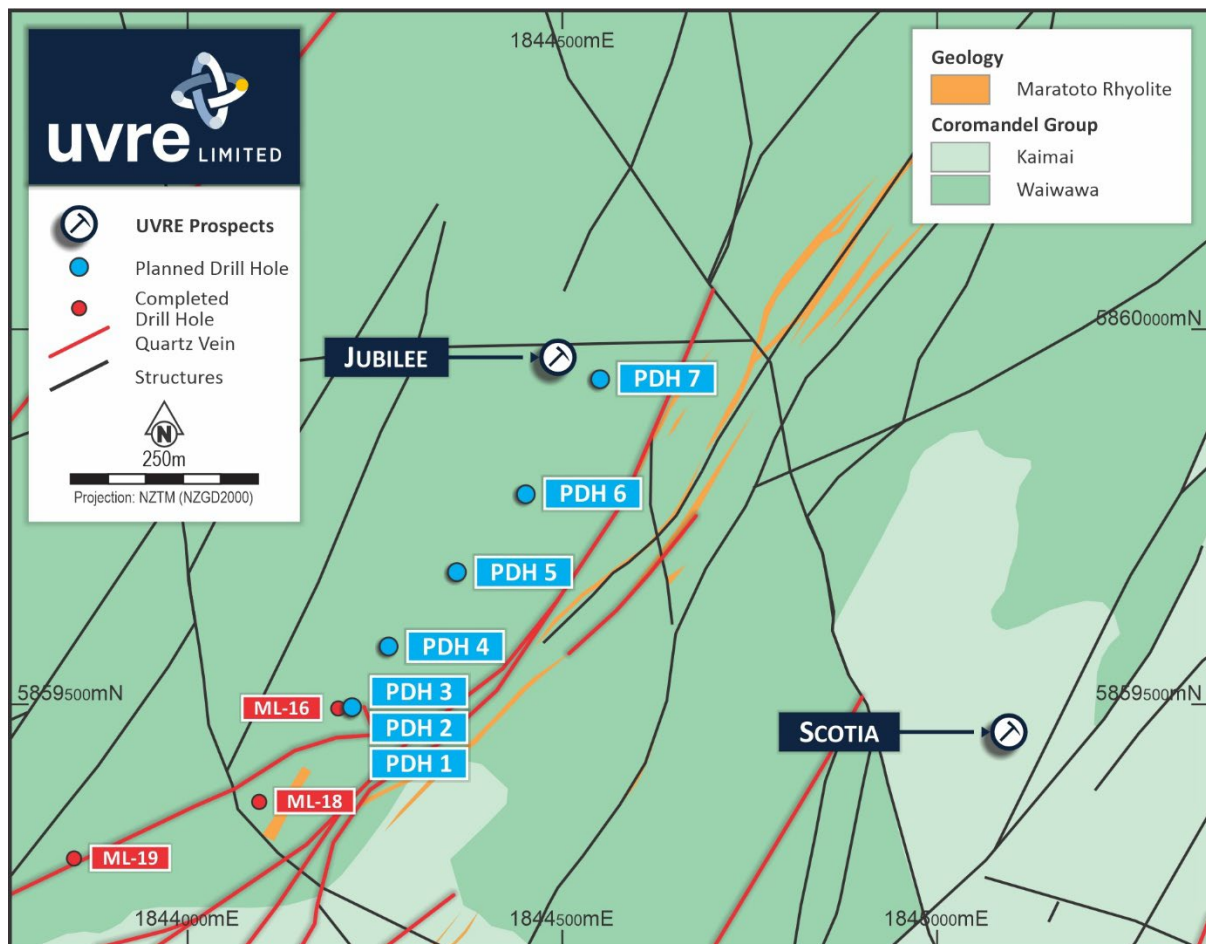 1844500mE
uvre LIMITED
UVRE Prospects
Planned Drill Hole
Completed
Drill Hole
Quartz Vein
Structures
N
250m
Projection: NZTM (NZGD2000)
Geology
Maratoto Rhyolite
Coromandel Group
Kaimai
Waiwawa
5860000mN
JUBILEE
PDH 7
PDH 6
PDH 5
PDH 4
5859500mN
ML-16
PDH 3
PDH 2
PDH 1
5859500mN
SCOTIA
ML-18
ML-19
1844000mE
1844500mE
1845000mE